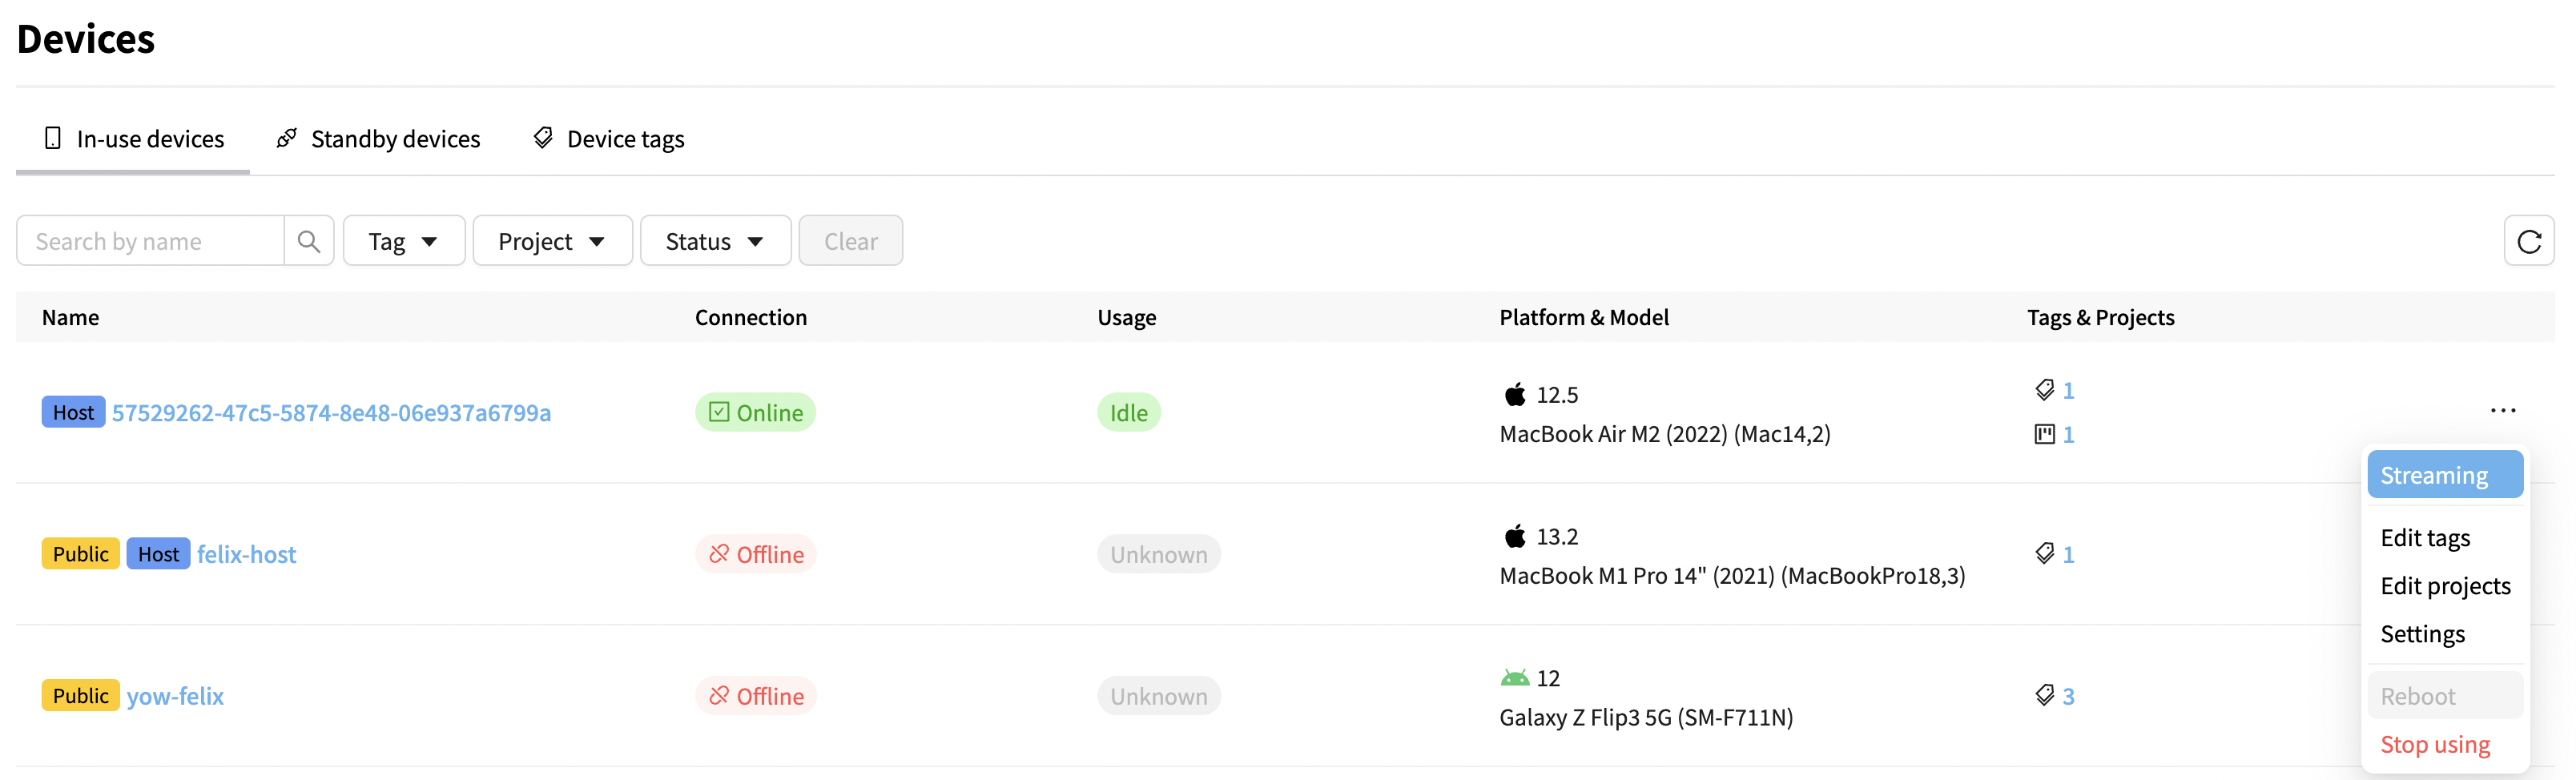 Devices
In-use devices Standby devices Device tags
Search by name Tag Project Status Clear
Name Connection Usage Platform & Model Tags & Projects
Host 57529262-47c5-5874-8e48-06e937a6799a Online Idle 12.5 1
MacBook Air M2 (2022) (Mac14,2) 1
Streaming
Public Host felix-host Offline Unknown 13.2 1
MacBook M1 Pro 14" (2021) (MacBookPro18,3)
Edit tags
Edit projects
Settings
Public yow-felix Offline Unknown 12 3
Galaxy Z Flip3 5G (SM-F711N)
Reboot
Stop using